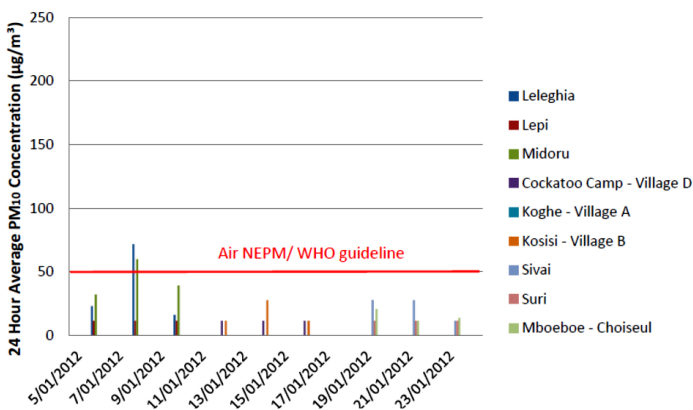 24 Hour Average PM10 Concentration (µg/m³)
250
200
150
100
50
0
Air NEPM/ WHO guideline
5/01/2012
7/01/2012
9/01/2012
11/01/2012
13/01/2012
15/01/2012
17/01/2012
19/01/2012
21/01/2012
23/01/2012
Leleghia
Lepi
Midoru
Cockatoo Camp - Village D
Koghe - Village A
Kosisi - Village B
Sivai
Suri
Mboeboe - Choiseul